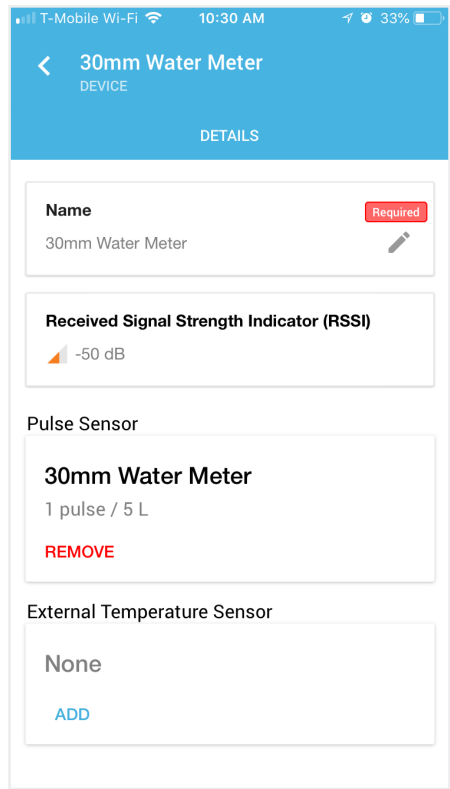 T-Mobile Wi-Fi 10:30 AM 33%
30mm Water Meter
DEVICE
DETAILS
Name Required
30mm Water Meter
Received Signal Strength Indicator (RSSI)
-50 dB
Pulse Sensor
30mm Water Meter
1 pulse / 5 L
REMOVE
External Temperature Sensor
None
ADD